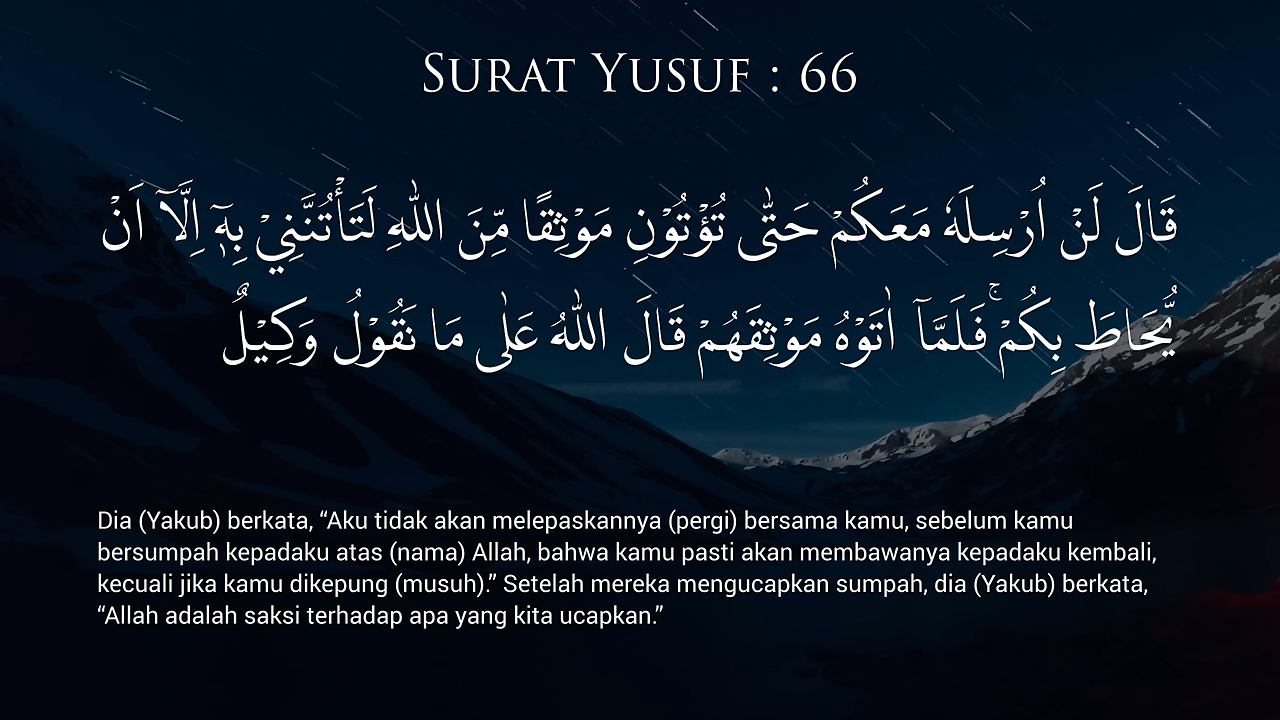 SURAT YUSUF : 66
قَالَ لَنْ اُرْسِلَهٗ مَعَكُمْ حَتّٰى تُؤْتُوْنِ مَوْثِقًا مِّنَ اللّٰهِ لَتَأْتُنَّنِيْ بِهٖٓ اِلَّآ اَنْ
يُّحَاطَ بِكُمْۚ فَلَمَّآ اٰتَوْهُ مَوْثِقَهُمْ قَالَ اللّٰهُ عَلٰى مَا نَقُوْلُ وَكِيْلٌ
Dia (Yakub) berkata, “Aku tidak akan melepaskannya (pergi) bersama kamu, sebelum kamu
bersumpah kepadaku atas (nama) Allah, bahwa kamu pasti akan membawanya kepadaku kembali,
kecuali jika kamu dikepung (musuh).” Setelah mereka mengucapkan sumpah, dia (Yakub) berkata,
“Allah adalah saksi terhadap apa yang kita ucapkan.”